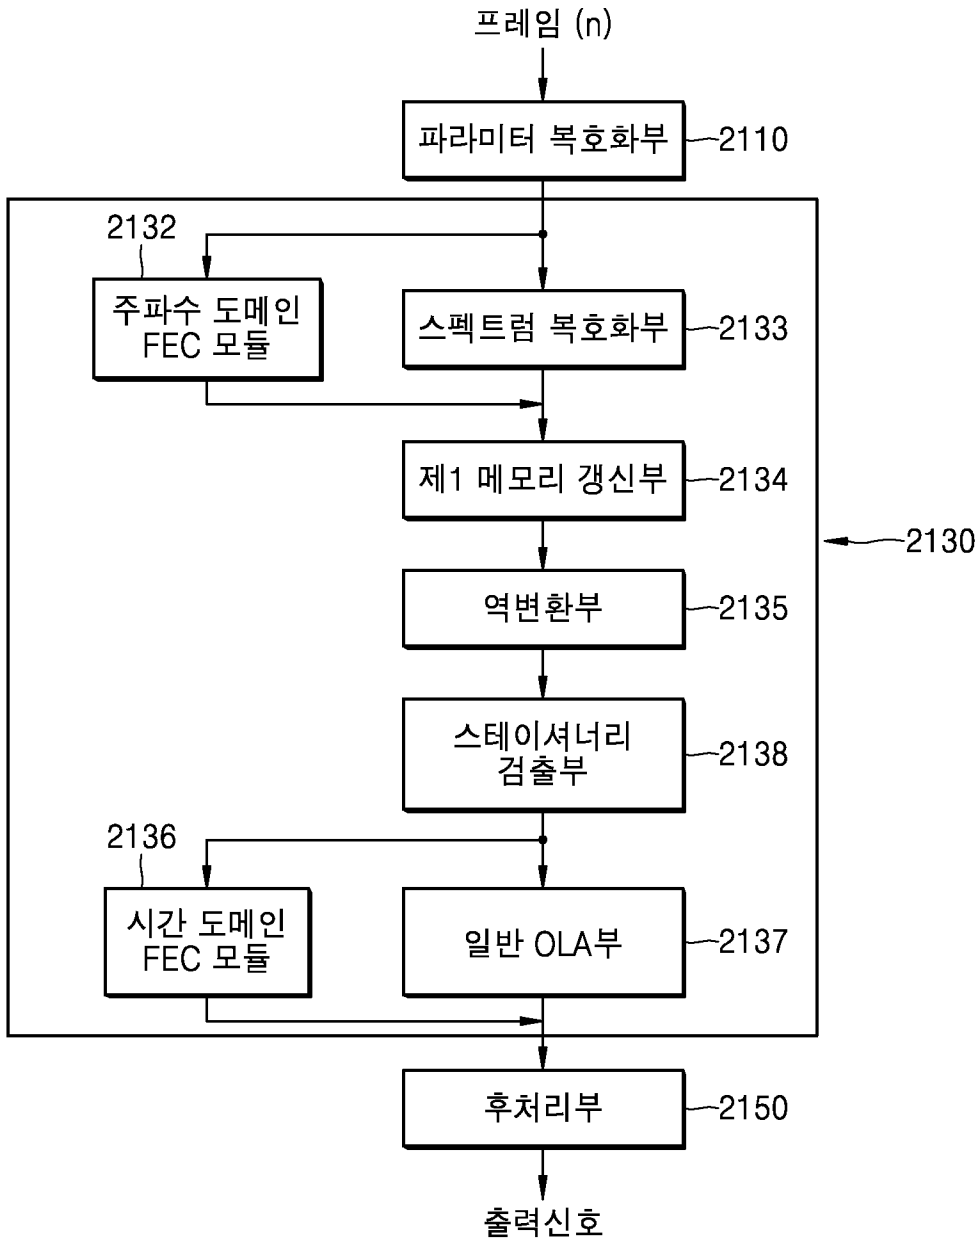 프레임 (n)
파라미터 복호화부
2110
2132
주파수 도메인
FEC 모듈
스펙트럼 복호화부
2133
제1 메모리 갱신부
2134
2130
역변환부
2135
스테이셔너리
검출부
2138
2136
시간 도메인
FEC 모듈
일반 OLA부
2137
후처리부
2150
출력신호